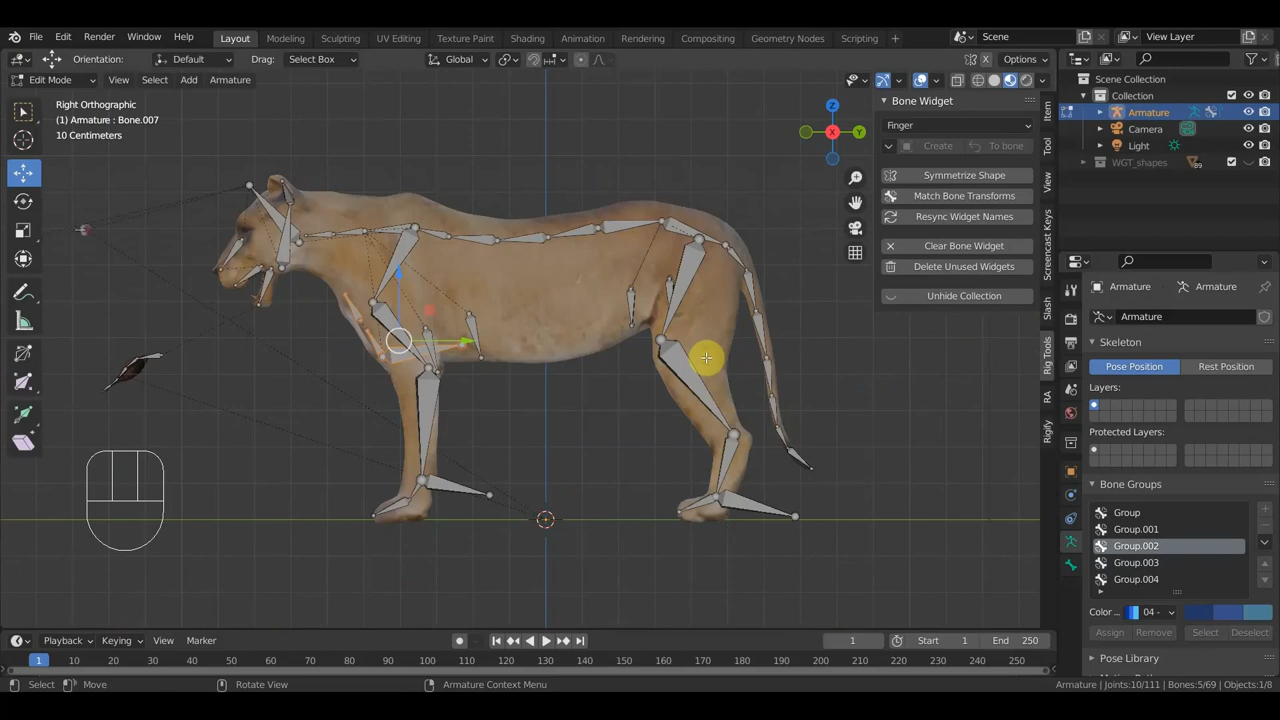 File Edit Render Window Help Layout Modeling Sculpting UV Editing Texture Paint Shading Animation Rendering Compositing Geometry Nodes Scripting + Scene View Layer
Orientation: Default Drag: Select Box Global X Options
Edit Mode View Select Add Armature
Right Orthographic
(1) Armature : Bone.007
10 Centimeters
Z
Y
X
Bone Widget
Finger
Create To bone
Symmetrize Shape
Match Bone Transforms
Resync Widget Names
Clear Bone Widget
Delete Unused Widgets
Unhide Collection
Item
Tool
View
Screencast Keys
Slash
Rig Tools
RA
Rigify
Scene Collection
Collection
Armature
Camera
Light
WGT_shapes 89
Armature Armature
Armature
Skeleton
Pose Position Rest Position
Layers:
Protected Layers:
Bone Groups
Group
Group.001
Group.002
Group.003
Group.004
Color ... 04 -
Assign Remove Select Deselect
Pose Library
Playback Keying View Marker 1 Start 1 End 250
1 10 20 30 40 50 60 70 80 90 100 110 120 130 140 150 160 170 180 190 200 210 220 230 240 250
Select Move Rotate View Armature Context Menu Armature | Joints:10/111 | Bones:5/69 | Objects:1/8